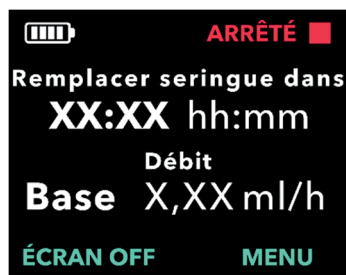 ARRÊTÉ
Remplacer seringue dans
XX:XX hh:mm
Débit
Base X,XX ml/h
ÉCRAN OFF MENU